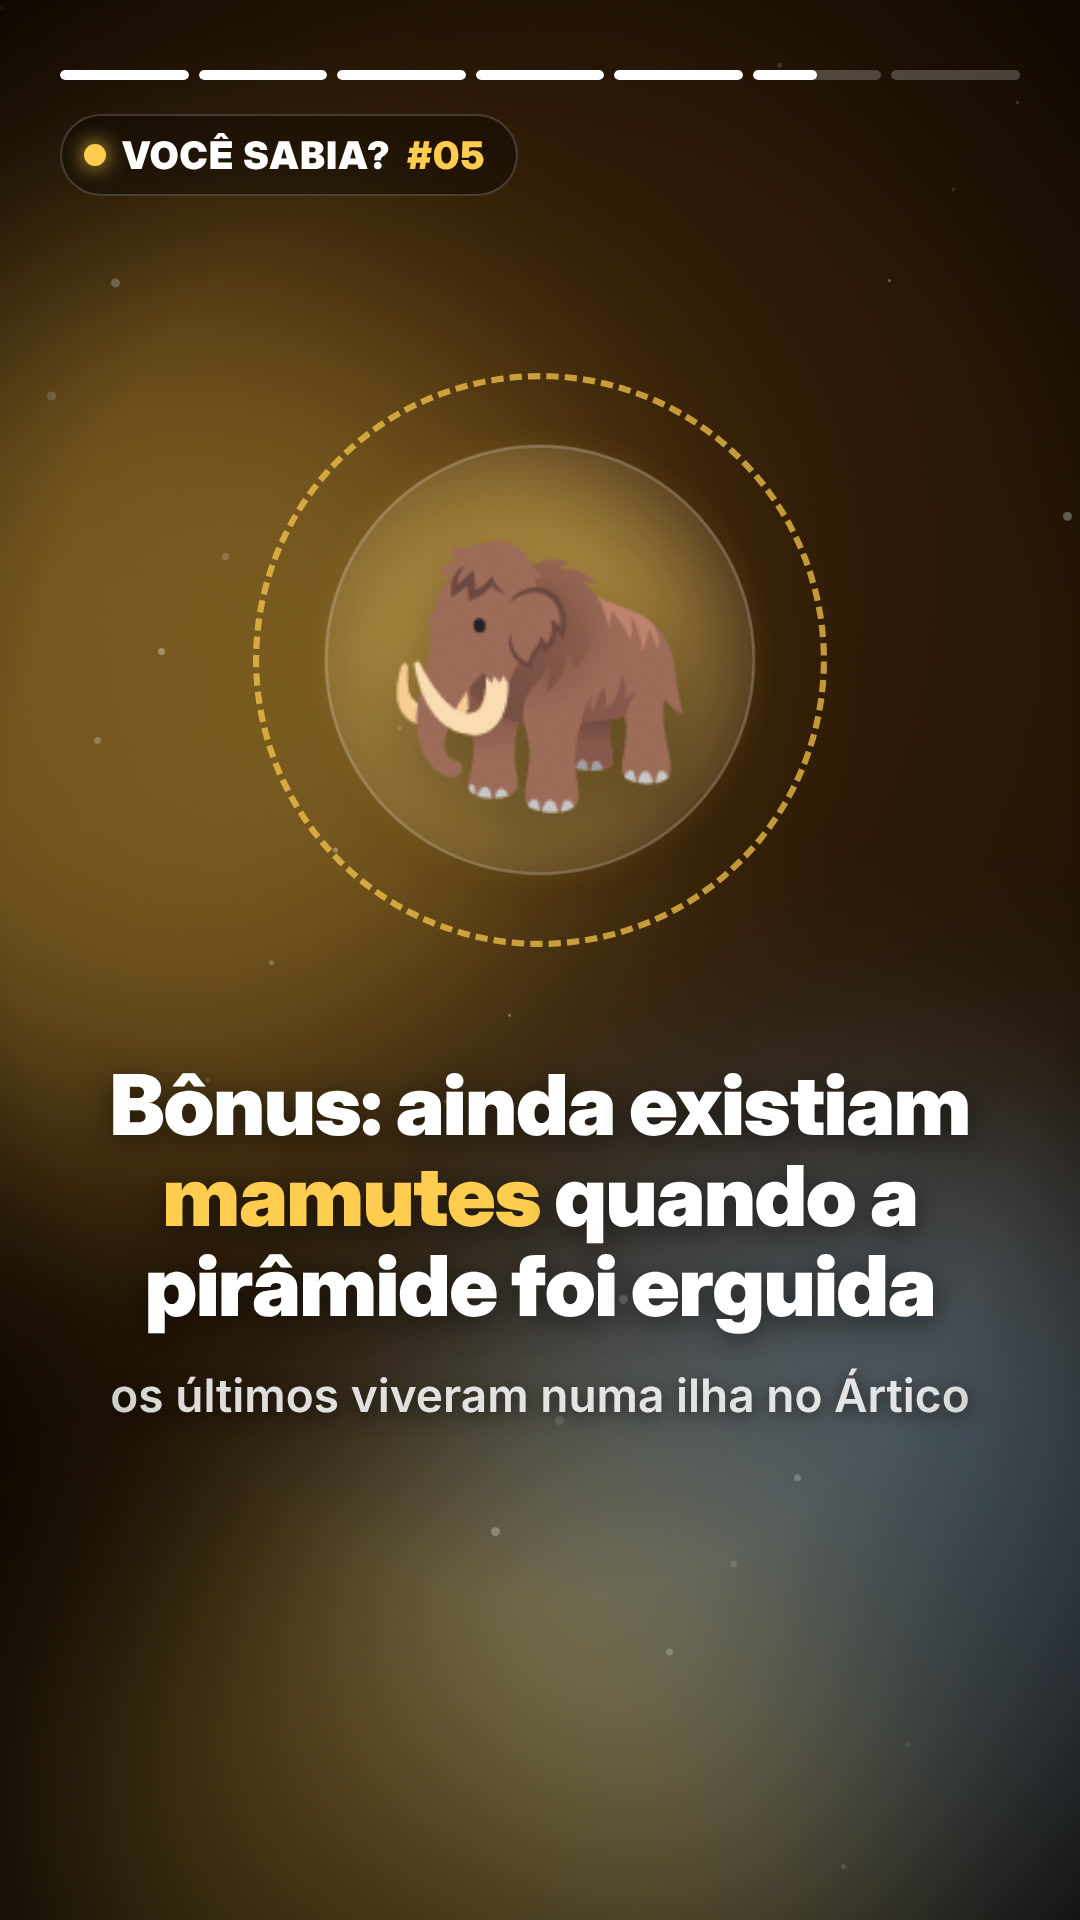 VOCÊ SABIA? #05
Bônus: ainda existiam
mamutes quando a
pirâmide foi erguida
os últimos viveram numa ilha no Ártico